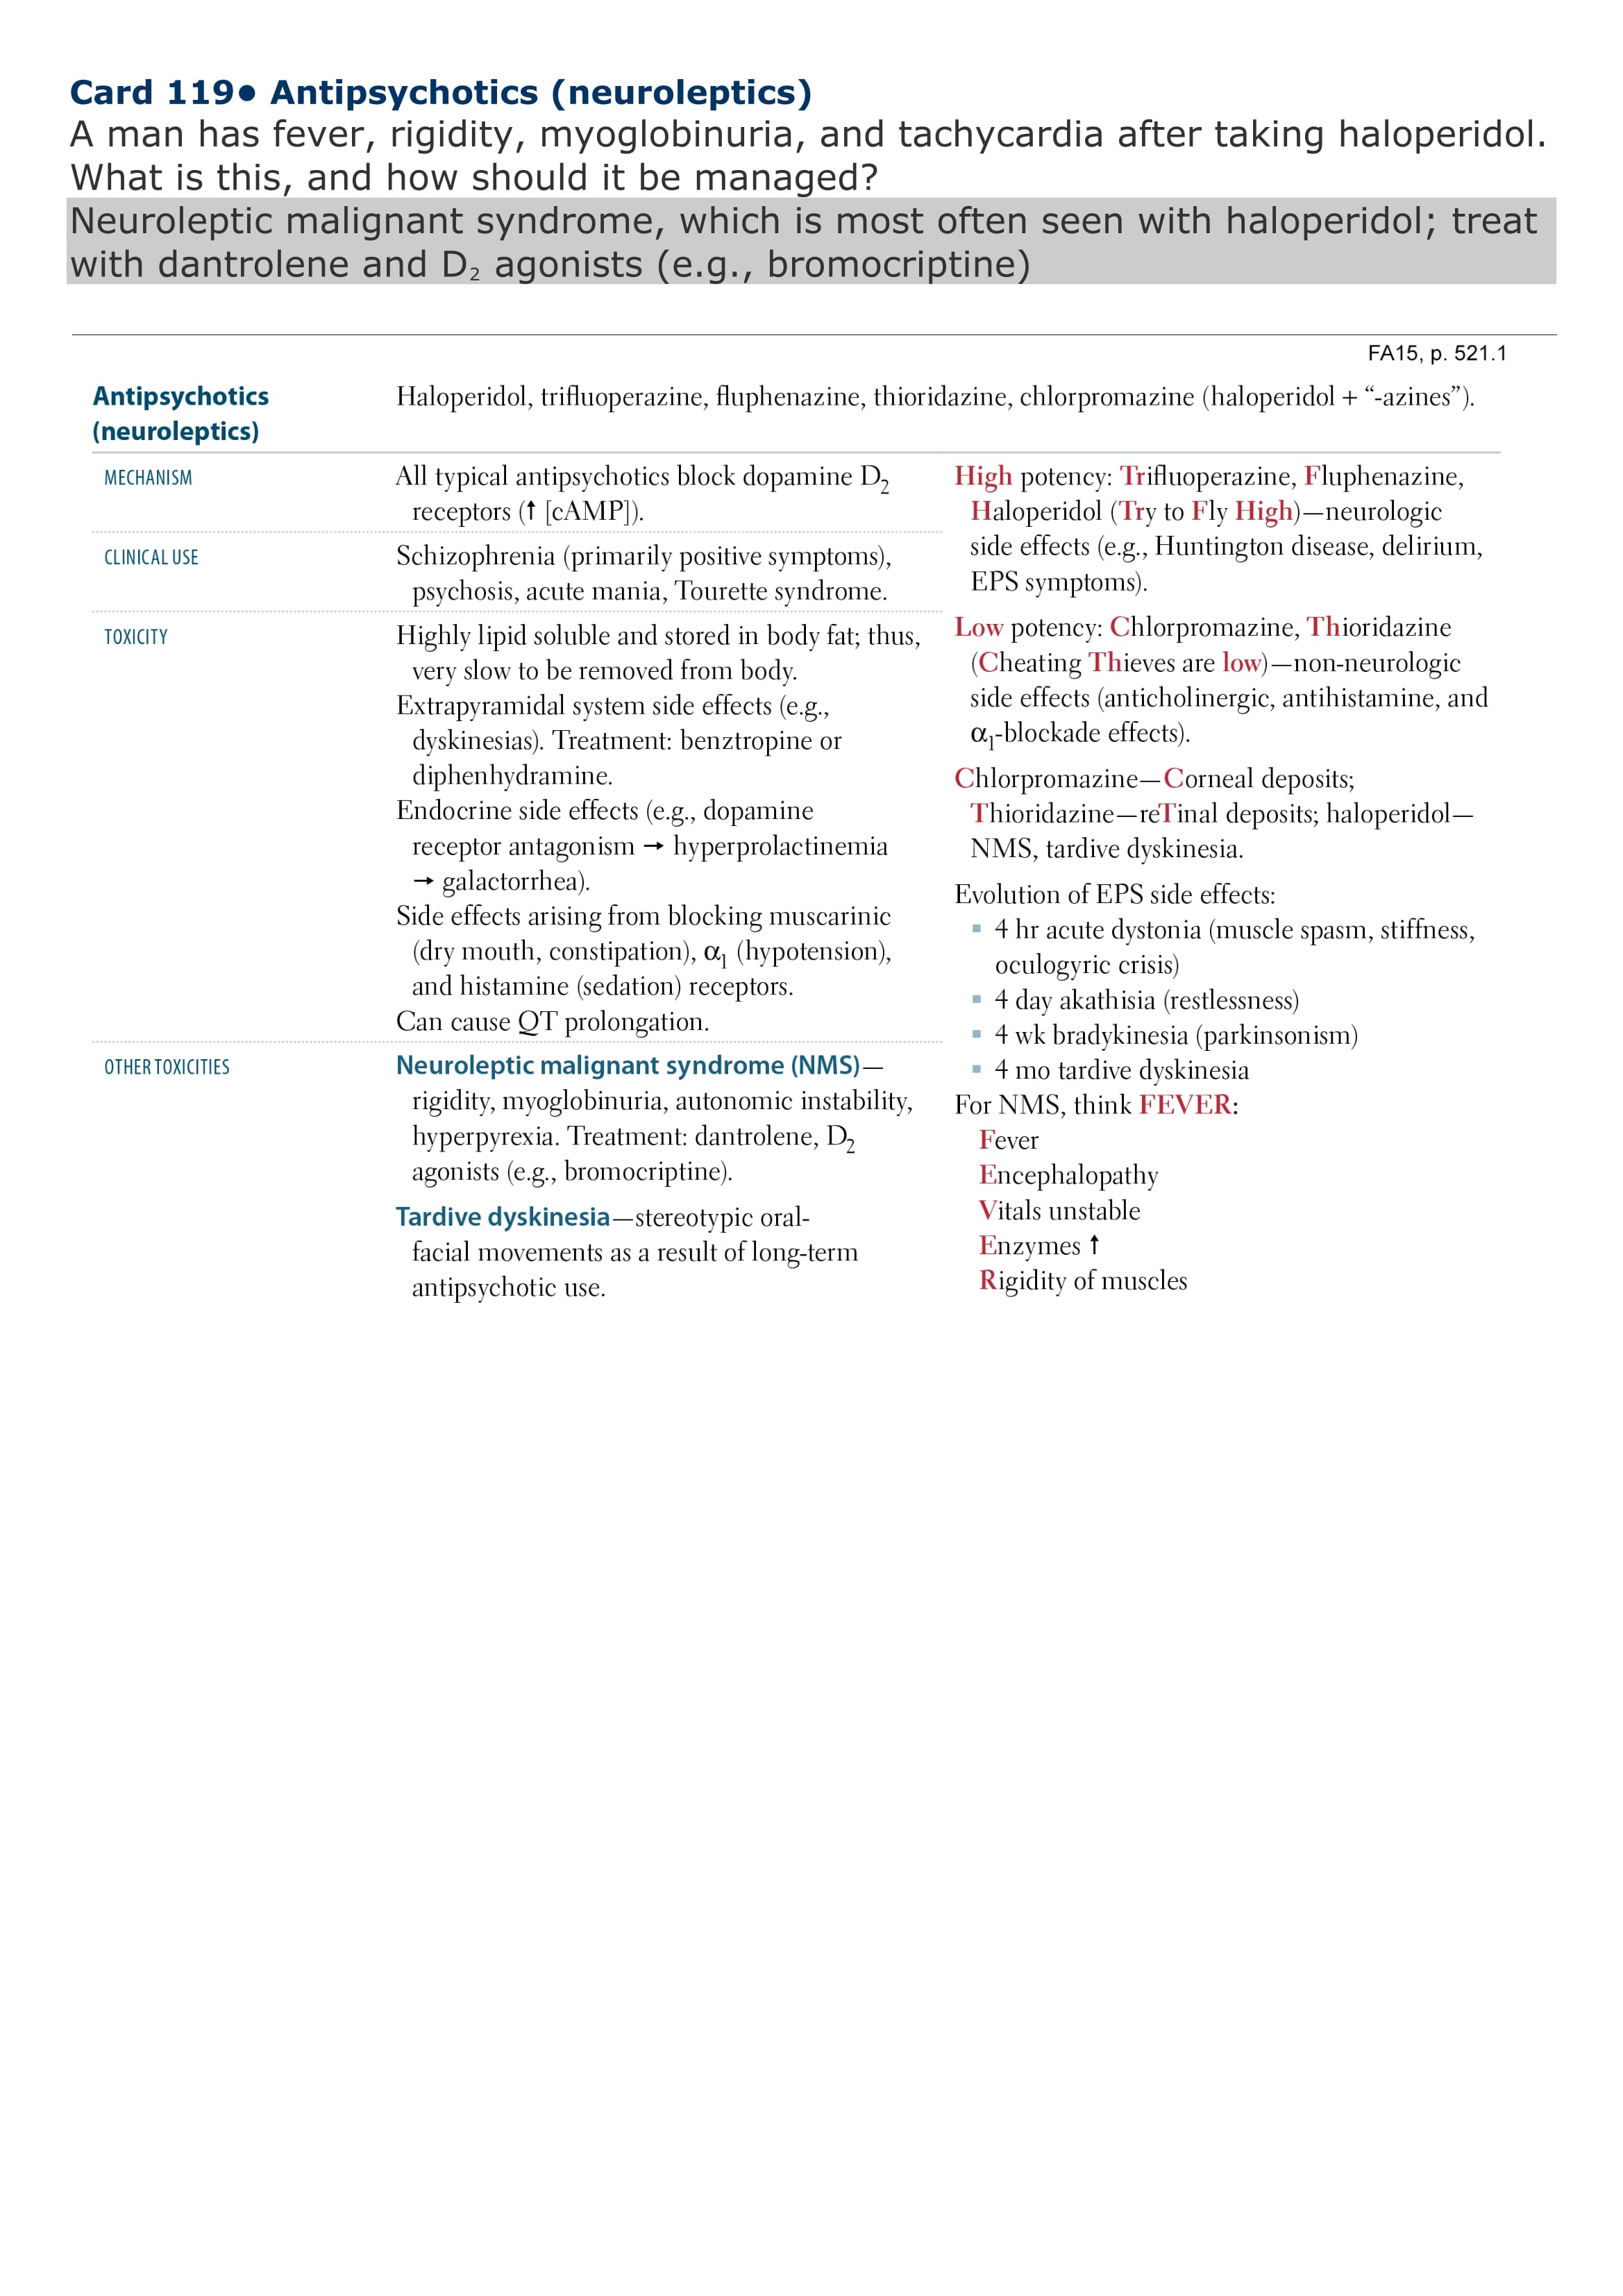 Card 119• Antipsychotics (neuroleptics)
A man has fever, rigidity, myoglobinuria, and tachycardia after taking haloperidol.
What is this, and how should it be managed?
Neuroleptic malignant syndrome, which is most often seen with haloperidol; treat
with dantrolene and D₂ agonists (e.g., bromocriptine)
FA15, p. 521.1
Antipsychotics
(neuroleptics)
Haloperidol, trifluoperazine, fluphenazine, thioridazine, chlorpromazine (haloperidol + “-azines”).
MECHANISM
All typical antipsychotics block dopamine D₂
receptors (↑ [cAMP]).
CLINICAL USE
Schizophrenia (primarily positive symptoms),
psychosis, acute mania, Tourette syndrome.
TOXICITY
Highly lipid soluble and stored in body fat; thus,
very slow to be removed from body.
Extrapyramidal system side effects (e.g.,
dyskinesias). Treatment: benztropine or
diphenhydramine.
Endocrine side effects (e.g., dopamine
receptor antagonism → hyperprolactinemia
→ galactorrhea).
Side effects arising from blocking muscarinic
(dry mouth, constipation), α₁ (hypotension),
and histamine (sedation) receptors.
Can cause QT prolongation.
OTHER TOXICITIES
Neuroleptic malignant syndrome (NMS)—
rigidity, myoglobinuria, autonomic instability,
hyperpyrexia. Treatment: dantrolene, D₂
agonists (e.g., bromocriptine).
Tardive dyskinesia—stereotypic oral-
facial movements as a result of long-term
antipsychotic use.
High potency: Trifluoperazine, Fluphenazine,
Haloperidol (Try to Fly High)—neurologic
side effects (e.g., Huntington disease, delirium,
EPS symptoms).
Low potency: Chlorpromazine, Thioridazine
(Cheating Thieves are low)—non-neurologic
side effects (anticholinergic, antihistamine, and
α₁-blockade effects).
Chlorpromazine—Corneal deposits;
Thioridazine—reTinal deposits; haloperidol—
NMS, tardive dyskinesia.
Evolution of EPS side effects:
▪ 4 hr acute dystonia (muscle spasm, stiffness,
oculogyric crisis)
▪ 4 day akathisia (restlessness)
▪ 4 wk bradykinesia (parkinsonism)
▪ 4 mo tardive dyskinesia
For NMS, think FEVER:
Fever
Encephalopathy
Vitals unstable
Enzymes ↑
Rigidity of muscles